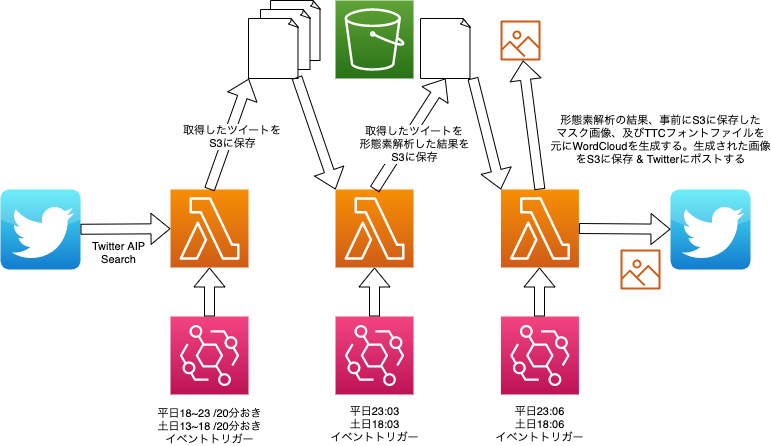 取得したツイートを
S3に保存
取得したツイートを
形態素解析した結果を
S3に保存
形態素解析の結果、事前にS3に保存した
マスク画像、及びTTCフォントファイルを
元にWordCloudを生成する。生成された画像
をS3に保存 & Twitterにポストする
Twitter AIP
Search
平日18~23 /20分おき
土日13~18 /20分おき
イベントトリガー
平日23:03
土日18:03
イベントトリガー
平日23:06
土日18:06
イベントトリガー